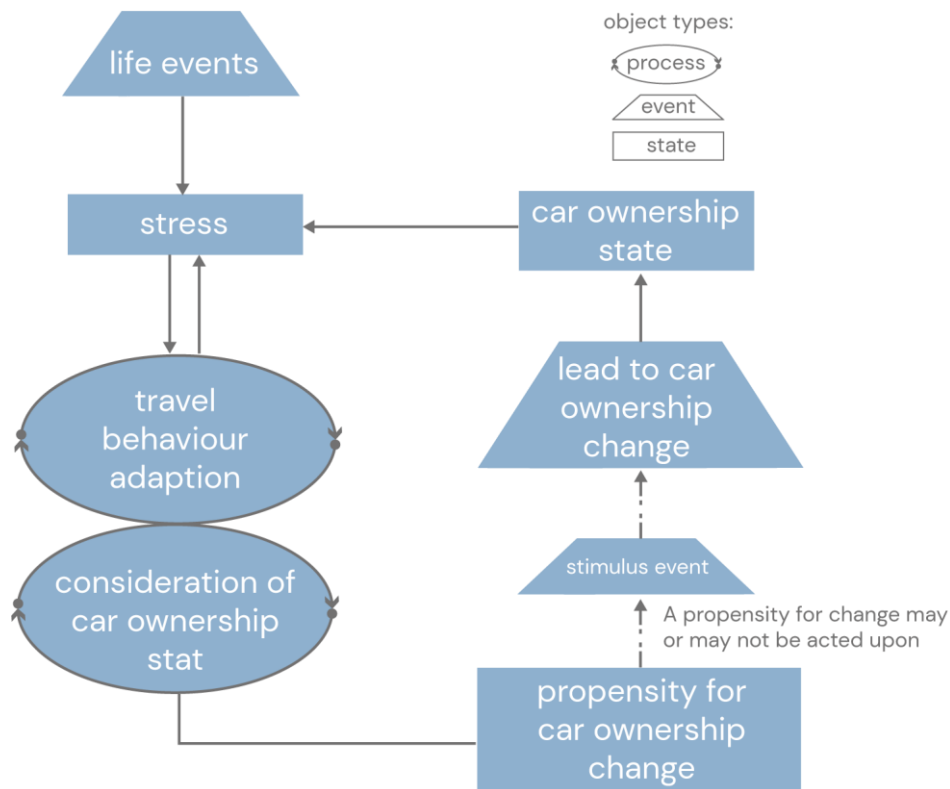 object types:
process
event
state
life events
stress
car ownership
state
travel
behaviour
adaption
lead to car
ownership
change
consideration of
car ownership
stat
stimulus event
A propensity for change may
or may not be acted upon
propensity for
car ownership
change